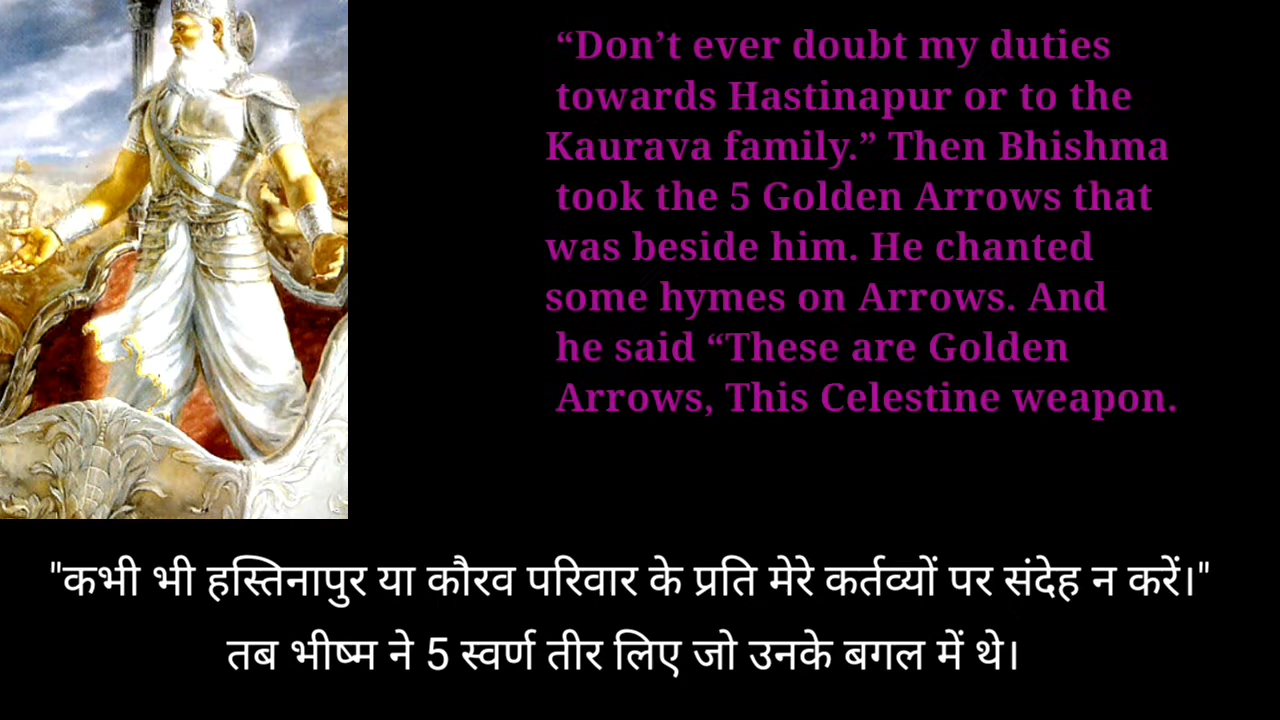 “Don’t ever doubt my duties
towards Hastinapur or to the
Kaurava family.” Then Bhishma
took the 5 Golden Arrows that
was beside him. He chanted
some hymes on Arrows. And
he said “These are Golden
Arrows, This Celestine weapon.
"कभी भी हस्तिनापुर या कौरव परिवार के प्रति मेरे कर्तव्यों पर संदेह न करें।"
तब भीष्म ने 5 स्वर्ण तीर लिए जो उनके बगल में थे।